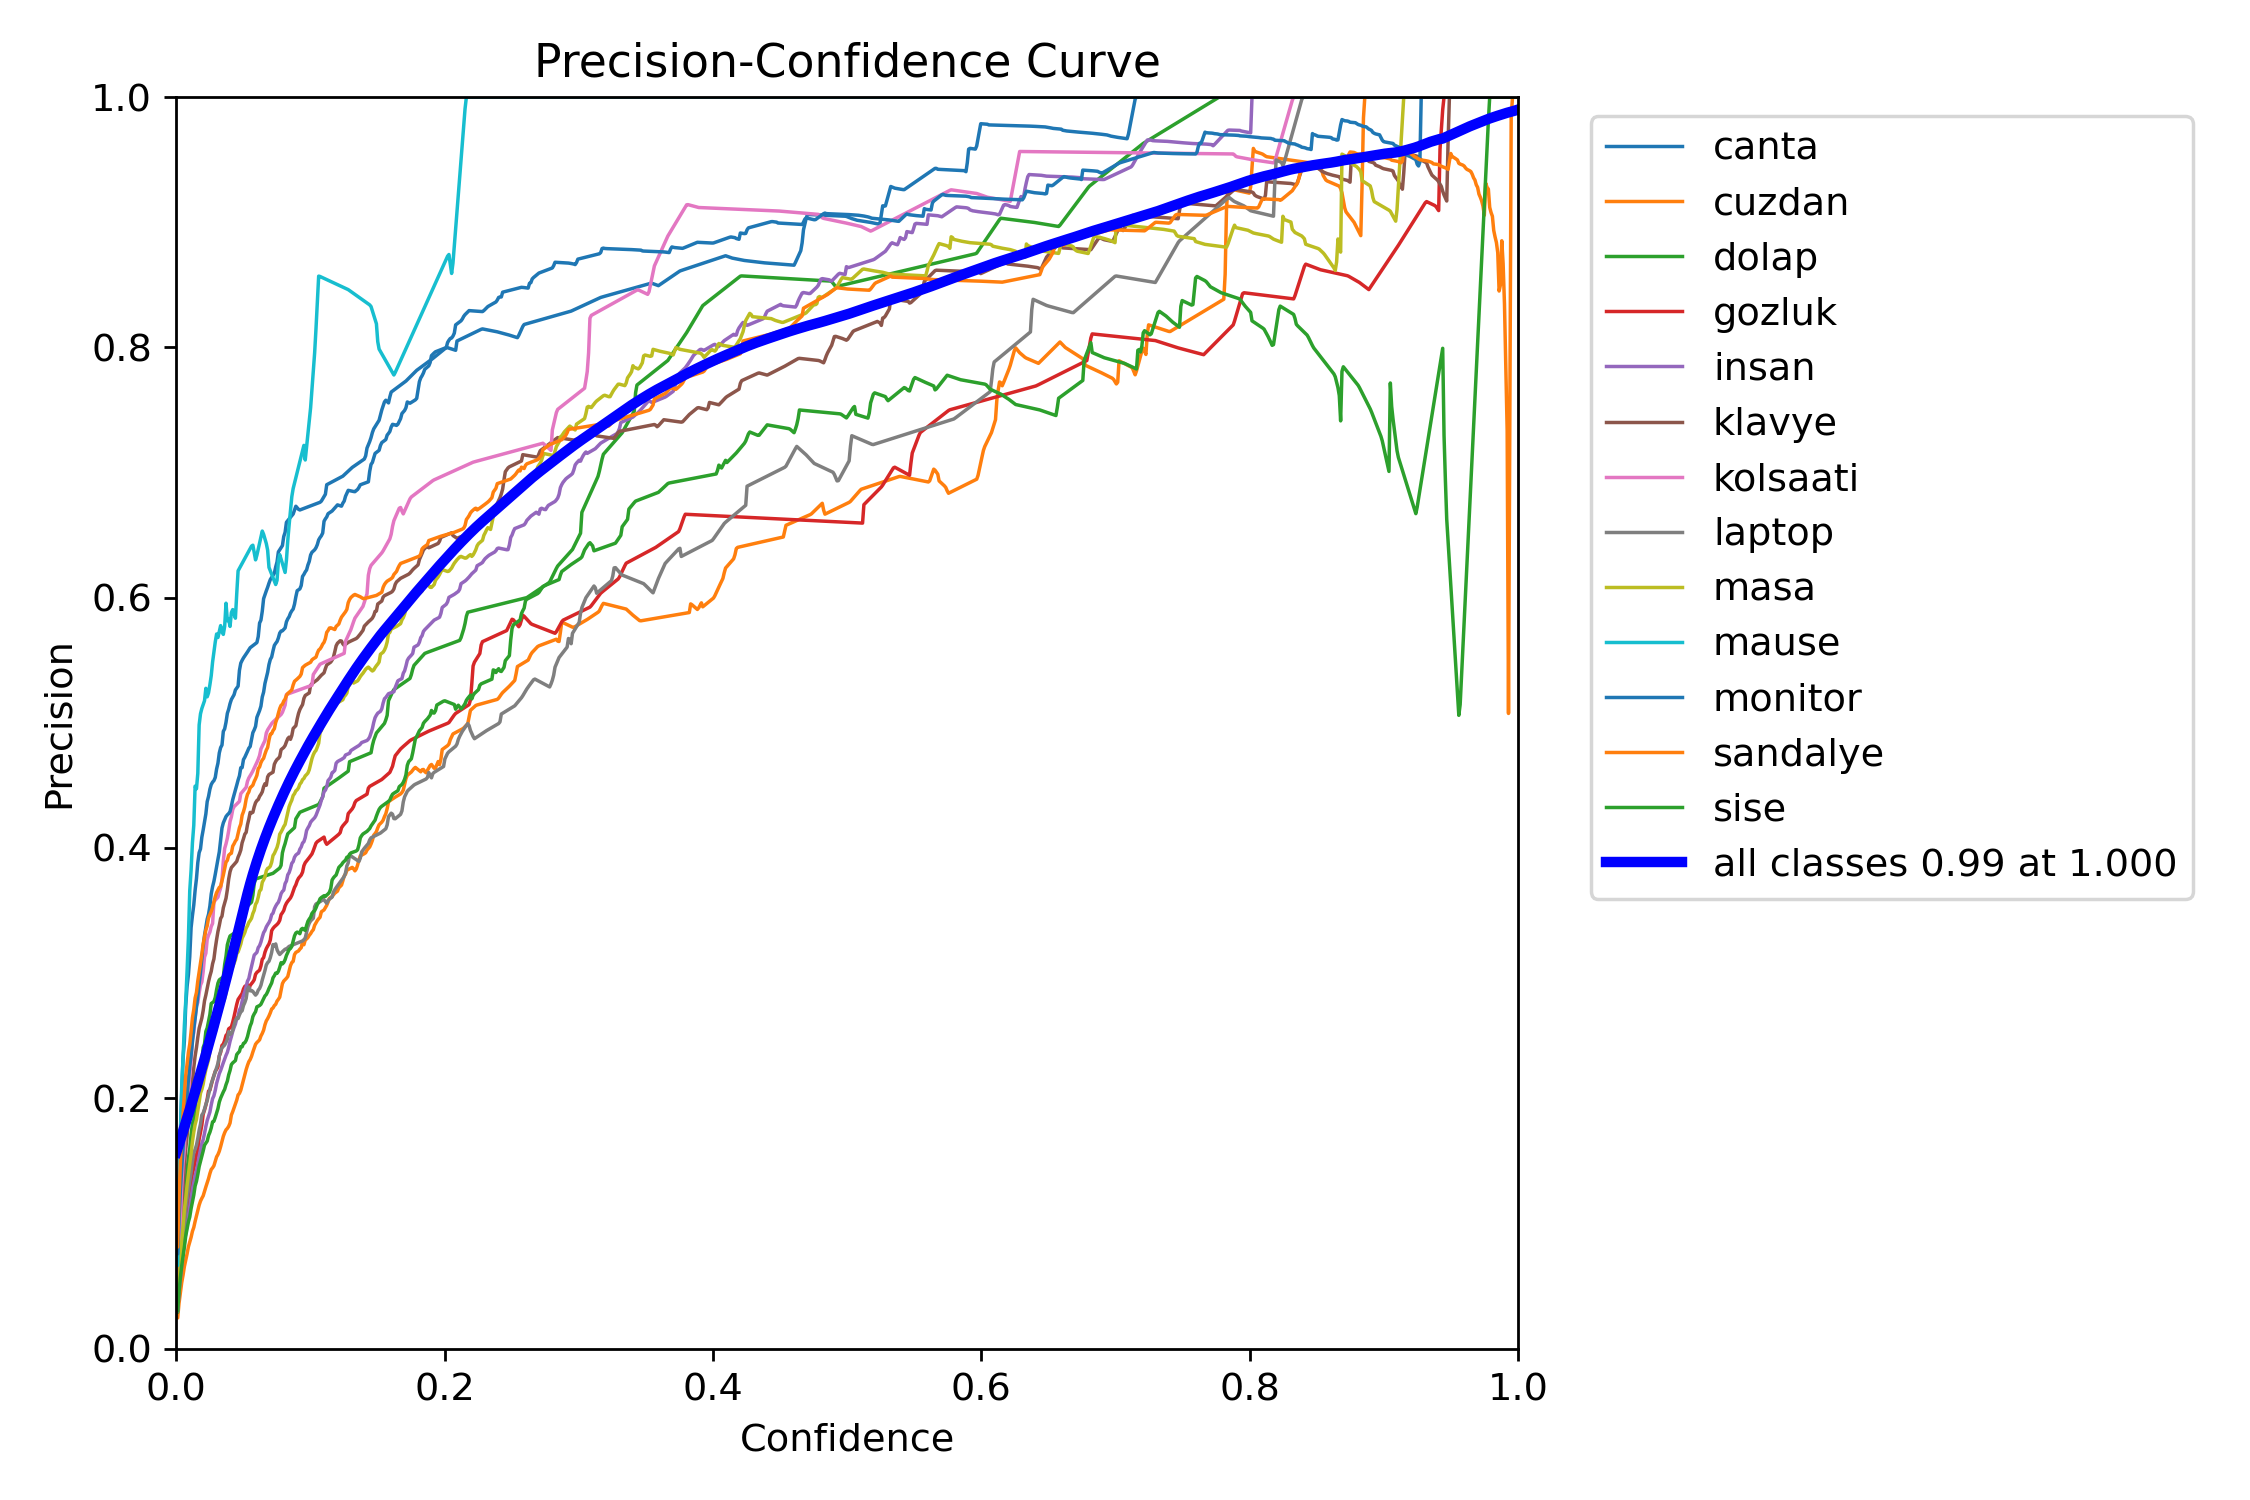 Precision-Confidence Curve
1.0
0.8
0.6
0.4
0.2
0.0
Precision
0.0 0.2 0.4 0.6 0.8 1.0
Confidence
canta
cuzdan
dolap
gozluk
insan
klavye
kolsaati
laptop
masa
mause
monitor
sandalye
sise
all classes 0.99 at 1.000